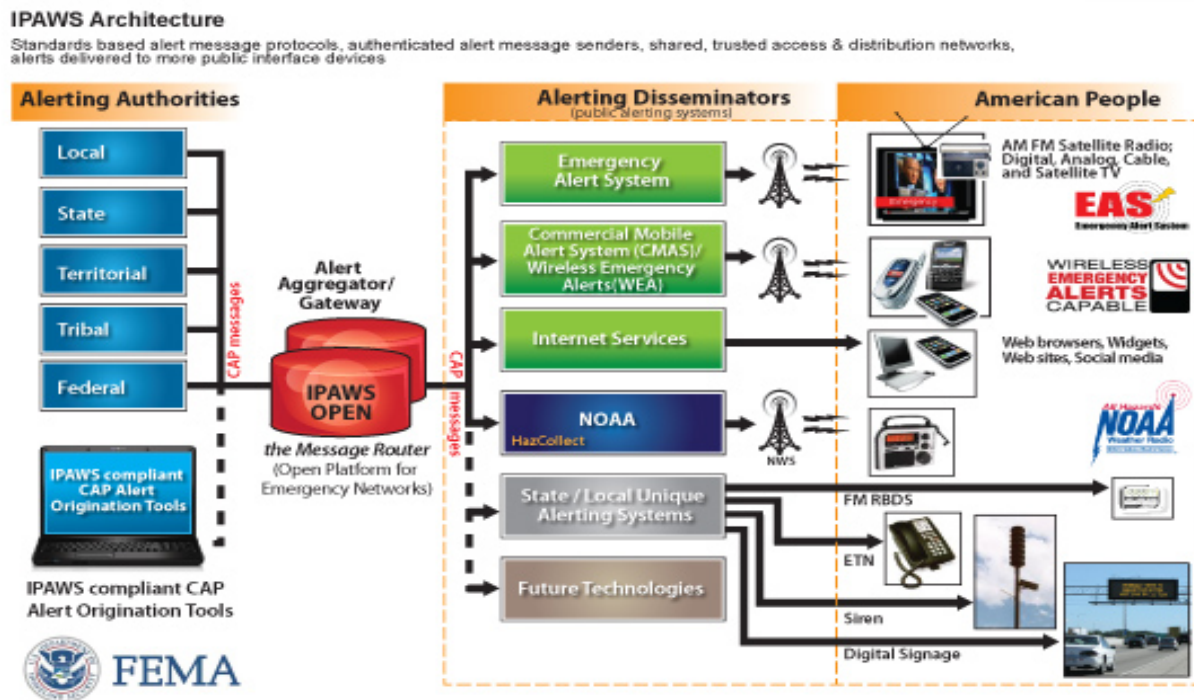 IPAWS Architecture
Standards based alert message protocols, authenticated alert message senders, shared, trusted access & distribution networks,
alerts delivered to more public interface devices
Alerting Authorities
Local
State
Territorial
Tribal
Federal
CAP messages
IPAWS compliant
CAP Alert
Origination Tools
IPAWS compliant CAP
Alert Origination Tools
FEMA
Alert
Aggregator/
Gateway
IPAWS
OPEN
the Message Router
(Open Platform for
Emergency Networks)
CAP messages
Alerting Disseminators
(public alerting systems)
Emergency
Alert System
Commercial Mobile
Alert System (CMAS)/
Wireless Emergency
Alerts(WEA)
Internet Services
NOAA
HazCollect
NWS
State / Local Unique
Alerting Systems
Future Technologies
American People
Emergency
AM FM Satellite Radio;
Digital, Analog, Cable,
and Satellite TV
EAS
Emergency Alert System
WIRELESS
EMERGENCY
ALERTS
CAPABLE
Web browsers, Widgets,
Web sites, Social media
All Hazards
NOAA
Weather Radio
FM RBDS
ETN
Siren
Digital Signage